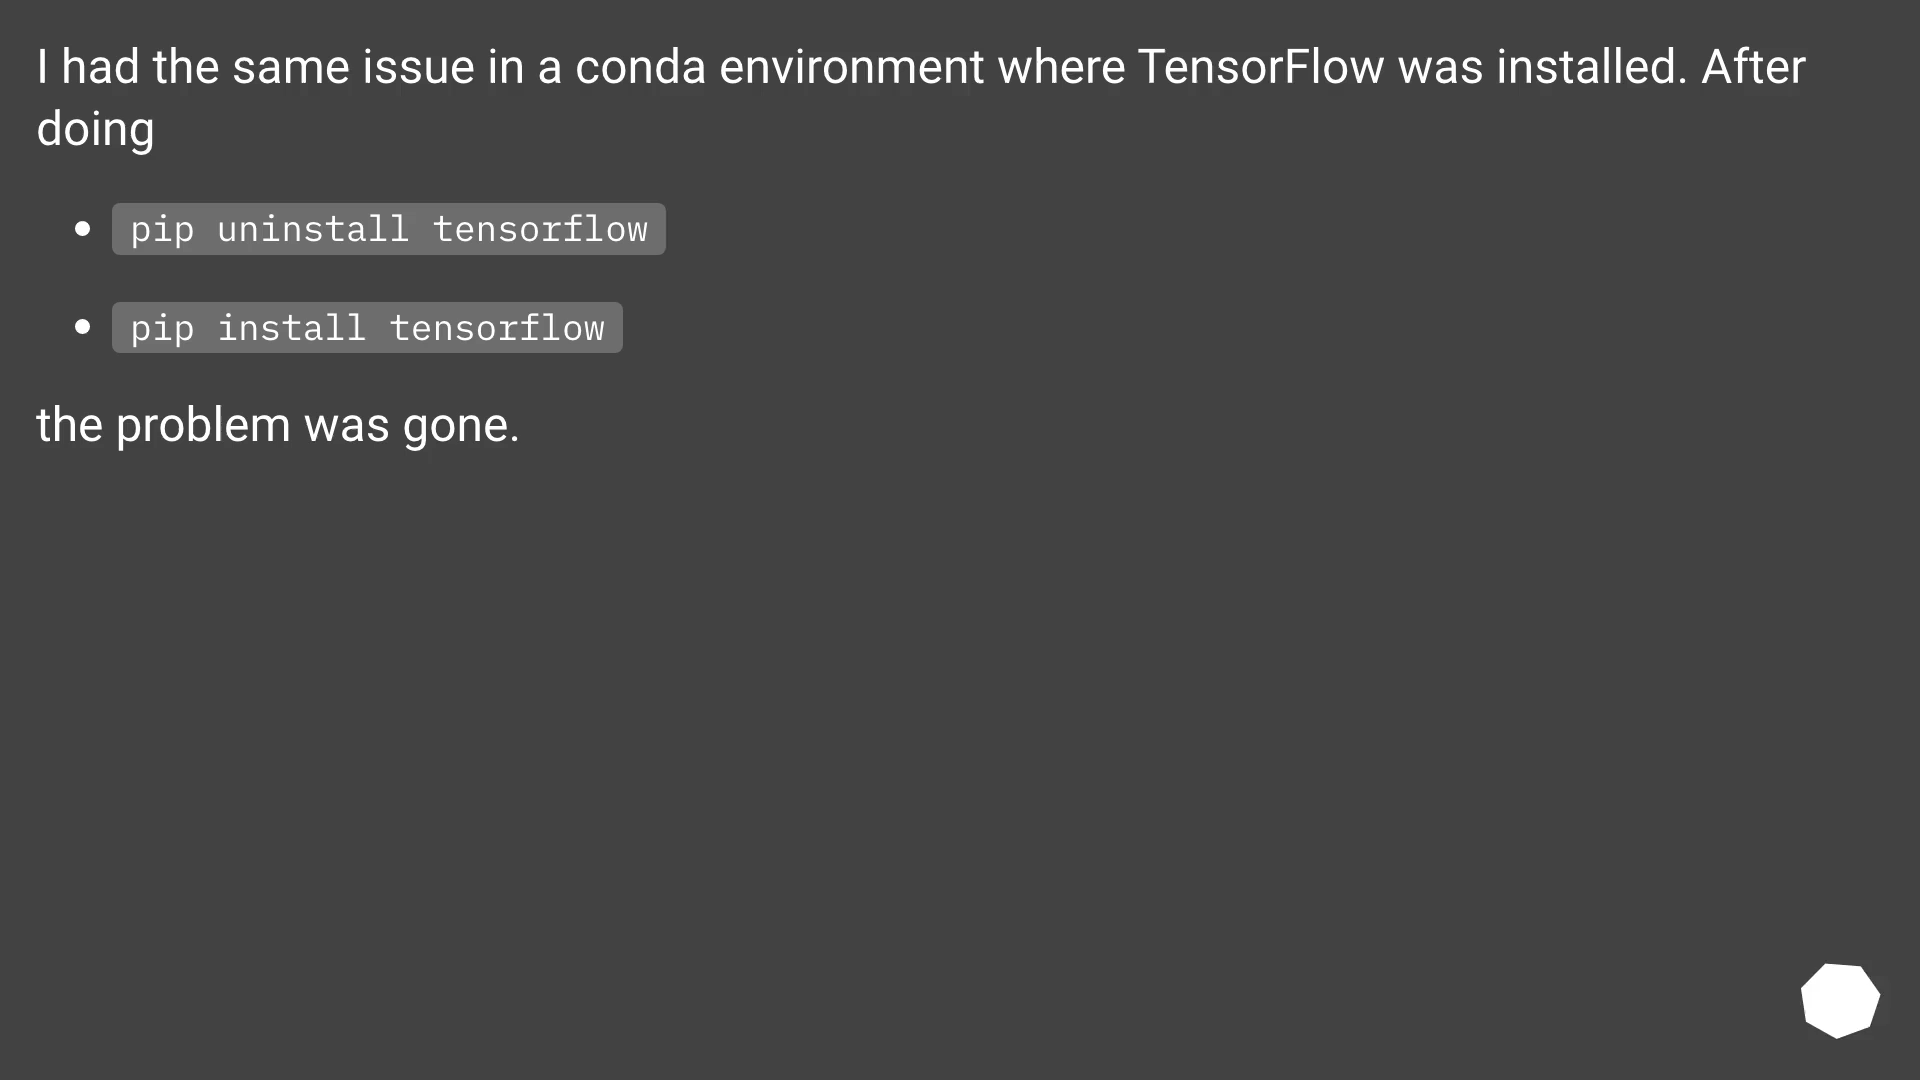 I had the same issue in a conda environment where TensorFlow was installed. After
doing
pip uninstall tensorflow
pip install tensorflow
the problem was gone.